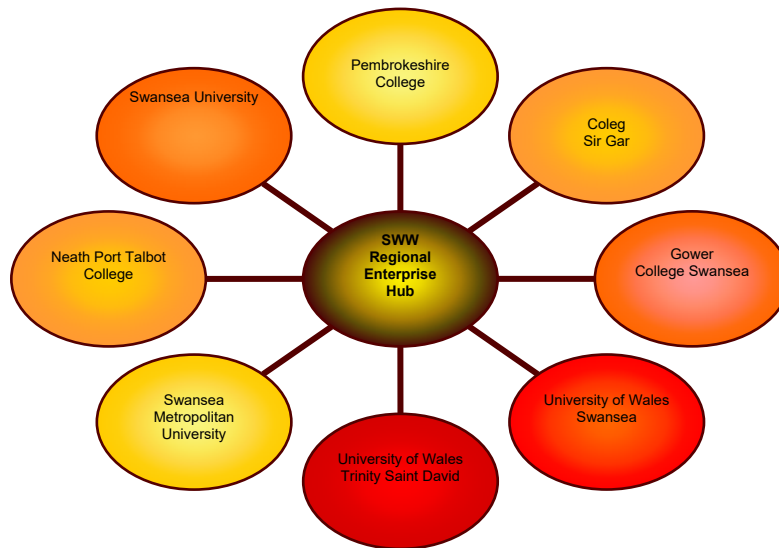 Pembrokeshire
College
Swansea University
Coleg
Sir Gar
Neath Port Talbot
College
SWW
Regional
Enterprise
Hub
Gower
College Swansea
Swansea
Metropolitan
University
University of Wales
Swansea
University of Wales
Trinity Saint David